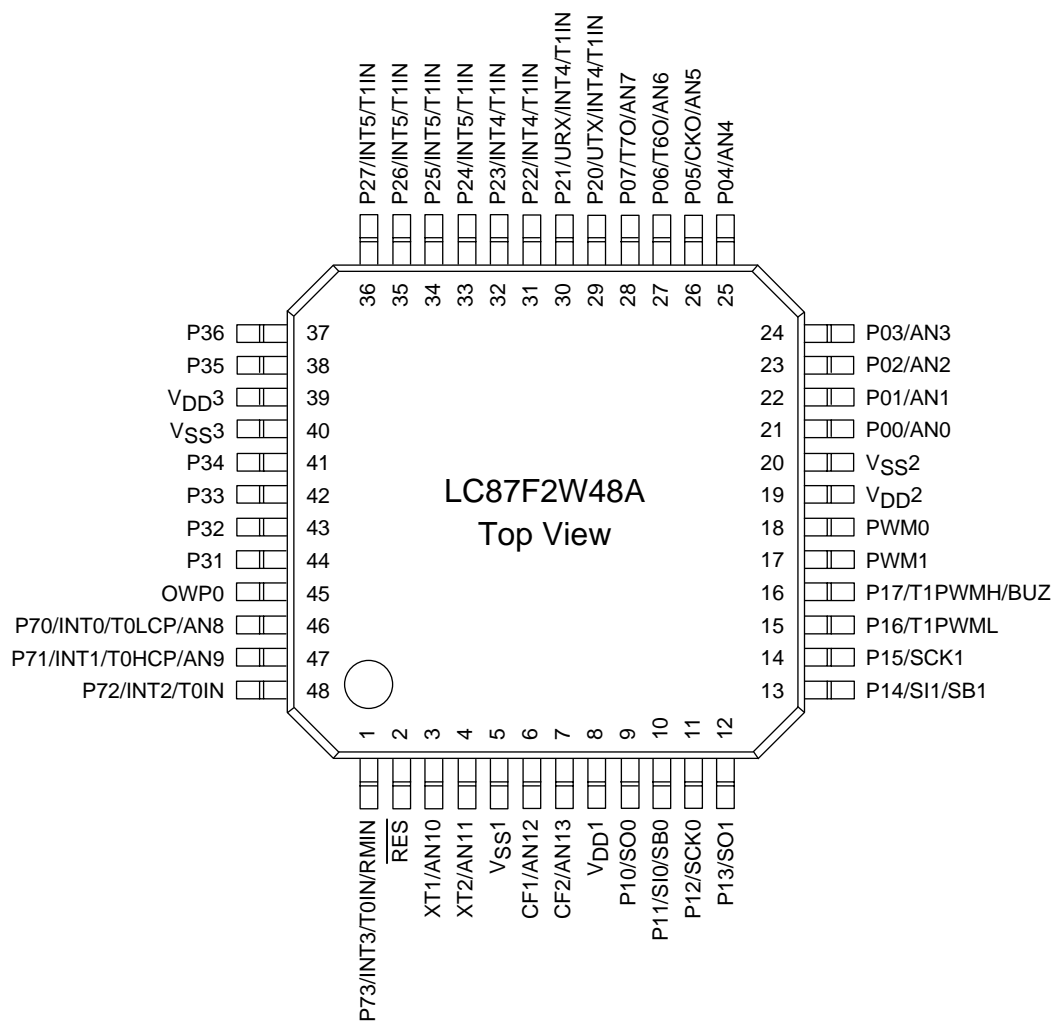 P27/INT5/T1IN
P26/INT5/T1IN
P25/INT5/T1IN
P24/INT5/T1IN
P23/INT4/T1IN
P22/INT4/T1IN
P21/URX/INT4/T1IN
P20/UTX/INT4/T1IN
P07/T7O/AN7
P06/T6O/AN6
P05/CKO/AN5
P04/AN4
36
35
34
33
32
31
30
29
28
27
26
25
P36 37
P35 38
VDD3 39
VSS3 40
P34 41
P33 42
P32 43
P31 44
OWP0 45
P70/INT0/T0LCP/AN8 46
P71/INT1/T0HCP/AN9 47
P72/INT2/T0IN 48
LC87F2W48A
Top View
24 P03/AN3
23 P02/AN2
22 P01/AN1
21 P00/AN0
20 VSS2
19 VDD2
18 PWM0
17 PWM1
16 P17/T1PWMH/BUZ
15 P16/T1PWML
14 P15/SCK1
13 P14/SI1/SB1
1
2
3
4
5
6
7
8
9
10
11
12
P73/INT3/T0IN/RMIN
RES
XT1/AN10
XT2/AN11
VSS1
CF1/AN12
CF2/AN13
VDD1
P10/SO0
P11/SI0/SB0
P12/SCK0
P13/SO1